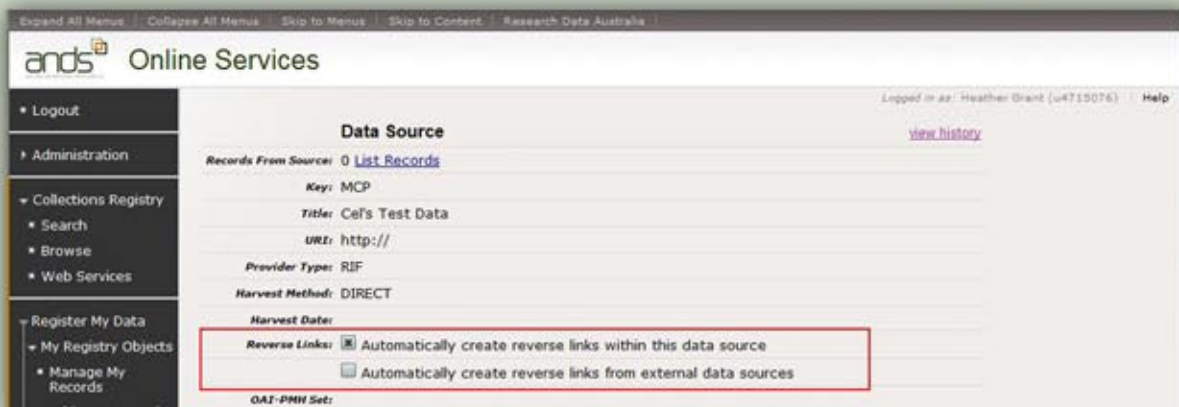 Expand All Menus | Collapse All Menus | Skip to Menus | Skip to Content | Research Data Australia |
ands Online Services
Logged in as: Heather Grant (u4715076) | Help
Logout
Administration
Collections Registry
Search
Browse
Web Services
Register My Data
My Registry Objects
Manage My
Records
Data Source
view history
Records From Source: 0 List Records
Key: MCP
Title: Cel's Test Data
URI: http://
Provider Type: RIF
Harvest Method: DIRECT
Harvest Date:
Reverse Links: Automatically create reverse links within this data source
Automatically create reverse links from external data sources
OAI-PMH Set: